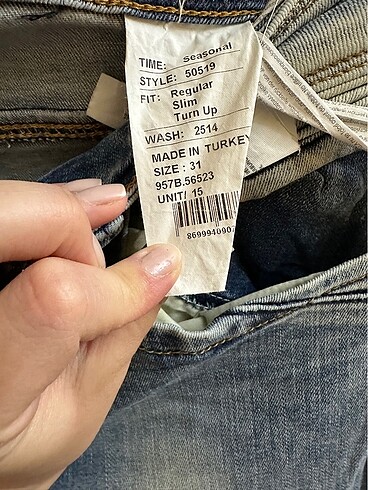 TIME: Seasonal
STYLE: 50519
FIT: Regular
Slim
Turn Up
WASH: 2514
MADE IN TURKEY
SIZE : 31
957B.56523
UNIT/ 15
8699940907